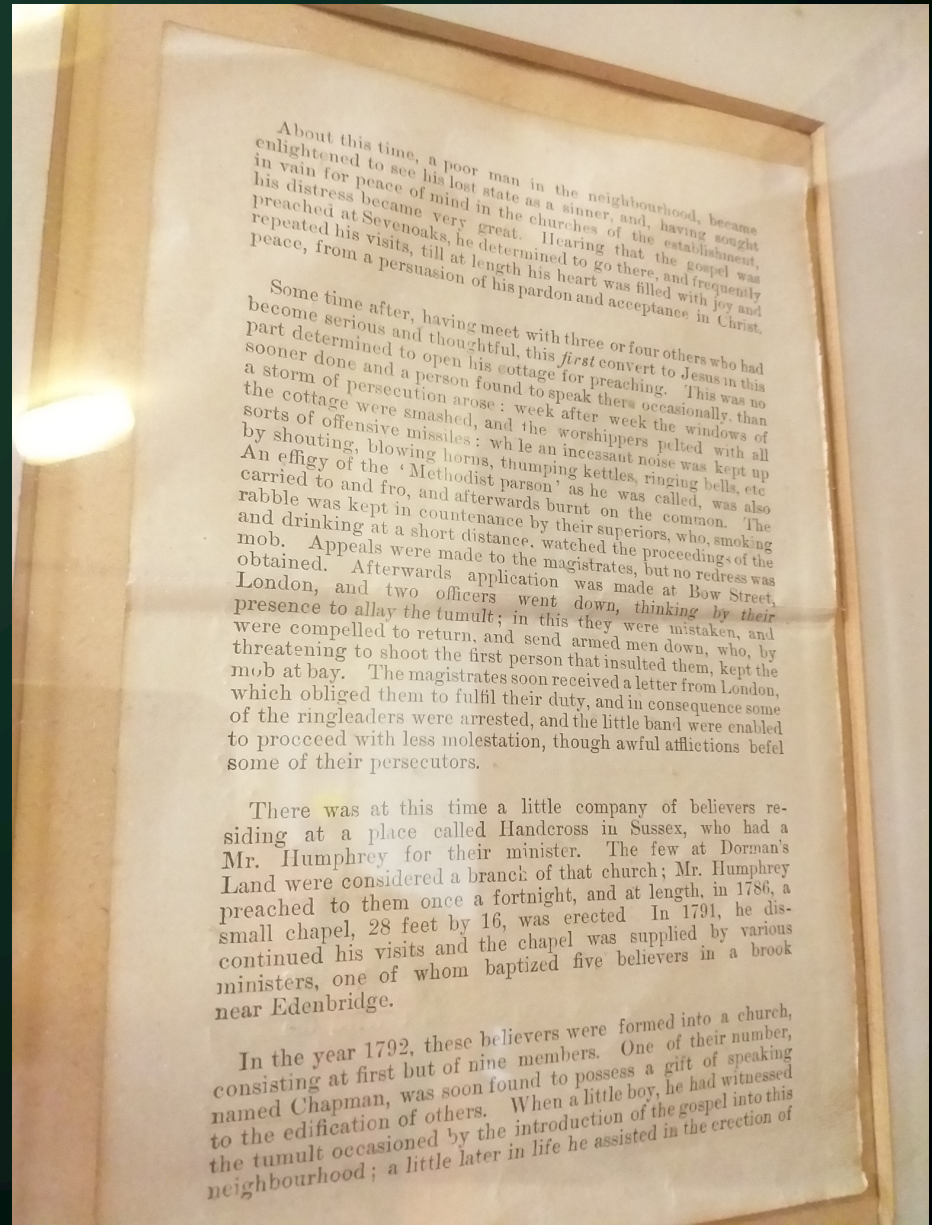 About this time, a poor man in the neighbourhood, became
enlightened to see his lost state as a sinner, and, having sought
in vain for peace of mind in the churches of the establishment,
his distress became very great. Hearing that the gospel was
preached at Sevenoaks, he determined to go there, and frequently
repeated his visits, till at length his heart was filled with joy and
peace, from a persuasion of his pardon and acceptance in Christ.
Some time after, having meet with three or four others who had
become serious and thoughtful, this first convert to Jesus in this
part determined to open his cottage for preaching. This was no
sooner done and a person found to speak there occasionally, than
a storm of persecution arose: week after week the windows of
the cottage were smashed, and the worshippers pelted with all
sorts of offensive missiles: wh le an incessant noise was kept up
by shouting, blowing horns, thumping kettles, ringing bells, etc
An effigy of the ‘Methodist parson’ as he was called, was also
carried to and fro, and afterwards burnt on the common. The
rabble was kept in countenance by their superiors, who, smoking
and drinking at a short distance. watched the proceedings of the
mob. Appeals were made to the magistrates, but no redress was
obtained. Afterwards application was made at Bow Street,
London, and two officers went down, thinking by their
presence to allay the tumult; in this they were mistaken, and
were compelled to return, and send armed men down, who, by
threatening to shoot the first person that insulted them, kept the
mob at bay. The magistrates soon received a letter from London,
which obliged them to fulfil their duty, and in consequence some
of the ringleaders were arrested, and the little band were enabled
to procceed with less molestation, though awful afflictions befel
some of their persecutors.
There was at this time a little company of believers re-
siding at a place called Handcross in Sussex, who had a
Mr. Humphrey for their minister. The few at Dorman's
Land were considered a branch of that church; Mr. Humphrey
preached to them once a fortnight, and at length, in 1786, a
small chapel, 28 feet by 16, was erected In 1791, he dis-
continued his visits and the chapel was supplied by various
ministers, one of whom baptized five believers in a brook
near Edenbridge.
In the year 1792, these believers were formed into a church,
consisting at first but of nine members. One of their number,
named Chapman, was soon found to possess a gift of speaking
to the edification of others. When a little boy, he had witnessed
the tumult occasioned by the introduction of the gospel into this
neighbourhood; a little later in life he assisted in the erection of